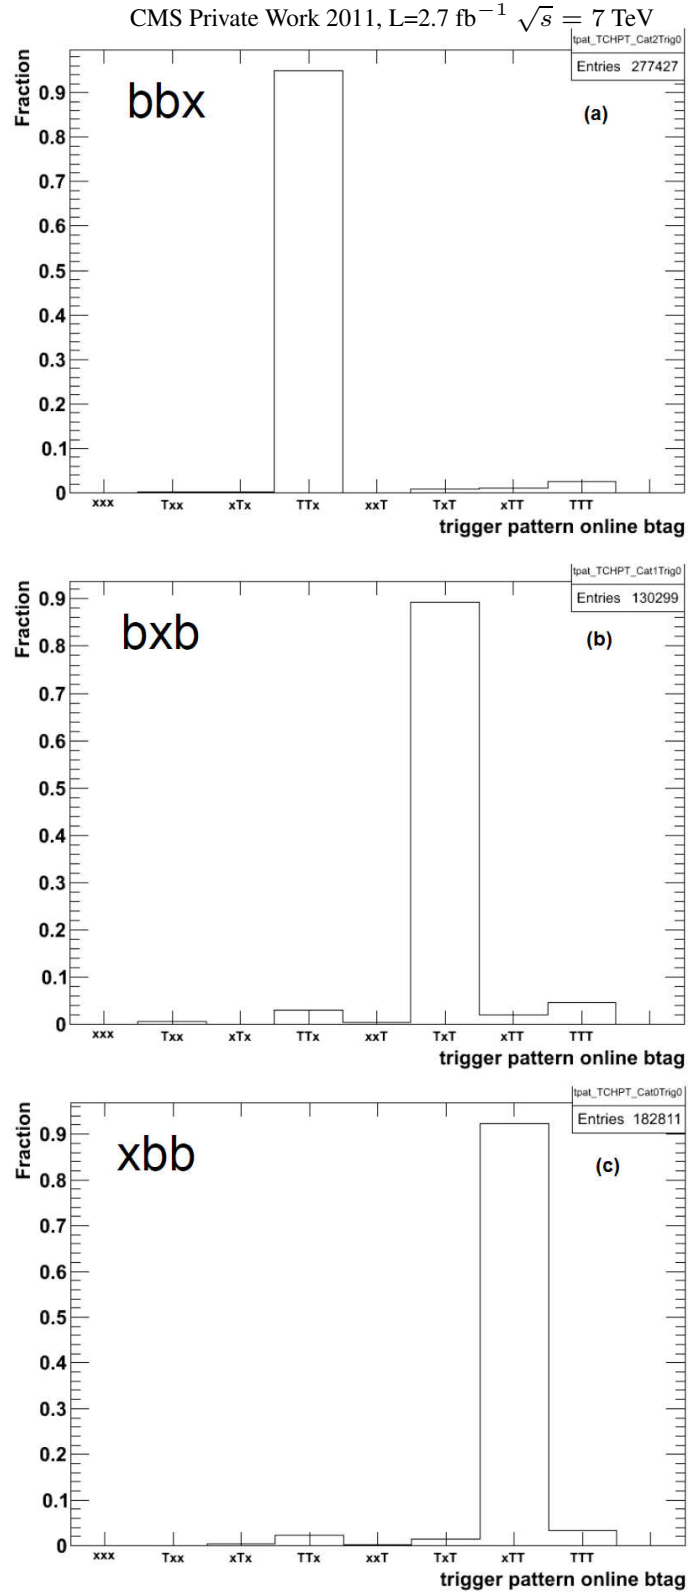 CMS Private Work 2011, L=2.7 fb⁻¹ √s = 7 TeV
tpat_TCHPT_Cat2Trig0
Entries 277427
Fraction
bbx
(a)
0.9
0.8
0.7
0.6
0.5
0.4
0.3
0.2
0.1
0
xxx Txx xTx TTx xxT TxT xTT TTT
trigger pattern online btag
tpat_TCHPT_Cat1Trig0
Entries 130299
Fraction
bxb
(b)
0.9
0.8
0.7
0.6
0.5
0.4
0.3
0.2
0.1
0
xxx Txx xTx TTx xxT TxT xTT TTT
trigger pattern online btag
tpat_TCHPT_Cat0Trig0
Entries 182811
Fraction
xbb
(c)
0.9
0.8
0.7
0.6
0.5
0.4
0.3
0.2
0.1
0
xxx Txx xTx TTx xxT TxT xTT TTT
trigger pattern online btag